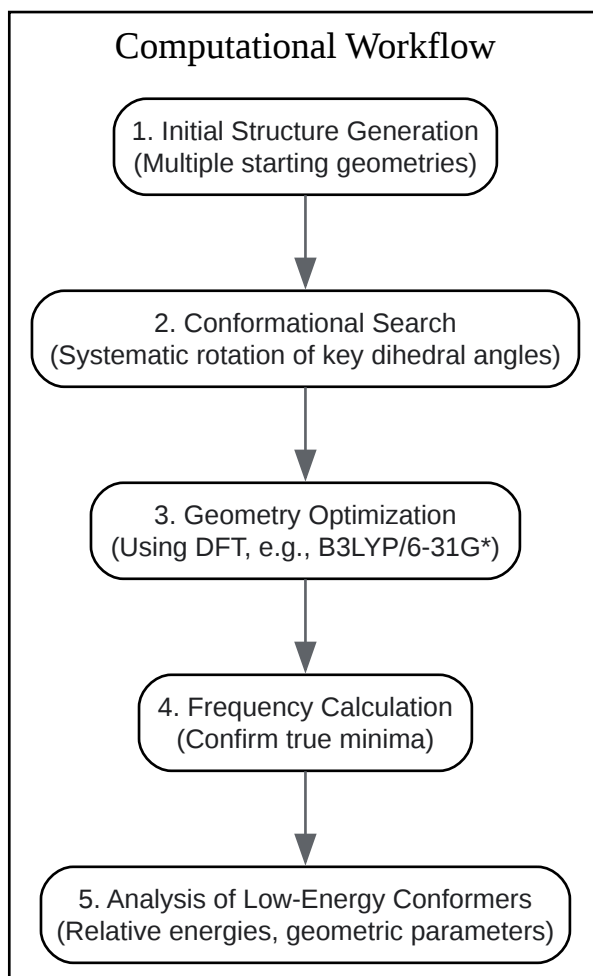 Computational Workflow
1. Initial Structure Generation
(Multiple starting geometries)
2. Conformational Search
(Systematic rotation of key dihedral angles)
3. Geometry Optimization
(Using DFT, e.g., B3LYP/6-31G*)
4. Frequency Calculation
(Confirm true minima)
5. Analysis of Low-Energy Conformers
(Relative energies, geometric parameters)